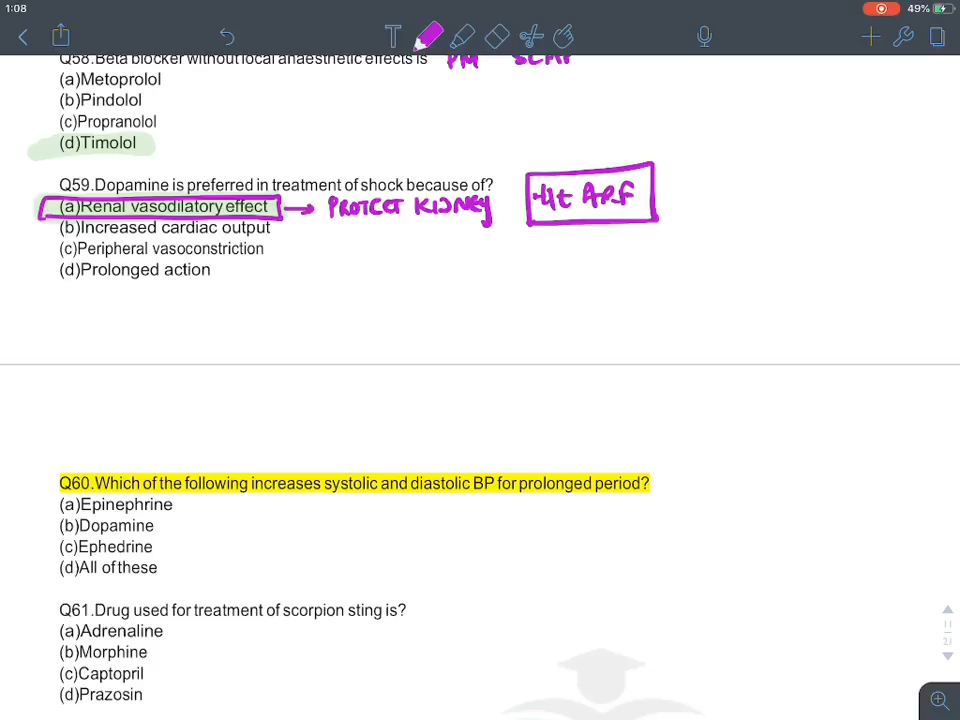 1:08
49%
T
Q58.Beta blocker without local anaesthetic effects is PM
(a)Metoprolol
(b)Pindolol
(c)Propranolol
(d)Timolol
Q59.Dopamine is preferred in treatment of shock because of?
(a)Renal vasodilatory effect → PROTECT KIDNEY
(b)Increased cardiac output
(c)Peripheral vasoconstriction
(d)Prolonged action
Q60.Which of the following increases systolic and diastolic BP for prolonged period?
(a)Epinephrine
(b)Dopamine
(c)Ephedrine
(d)All of these
Q61.Drug used for treatment of scorpion sting is?
(a)Adrenaline
(b)Morphine
(c)Captopril
(d)Prazosin
11
21